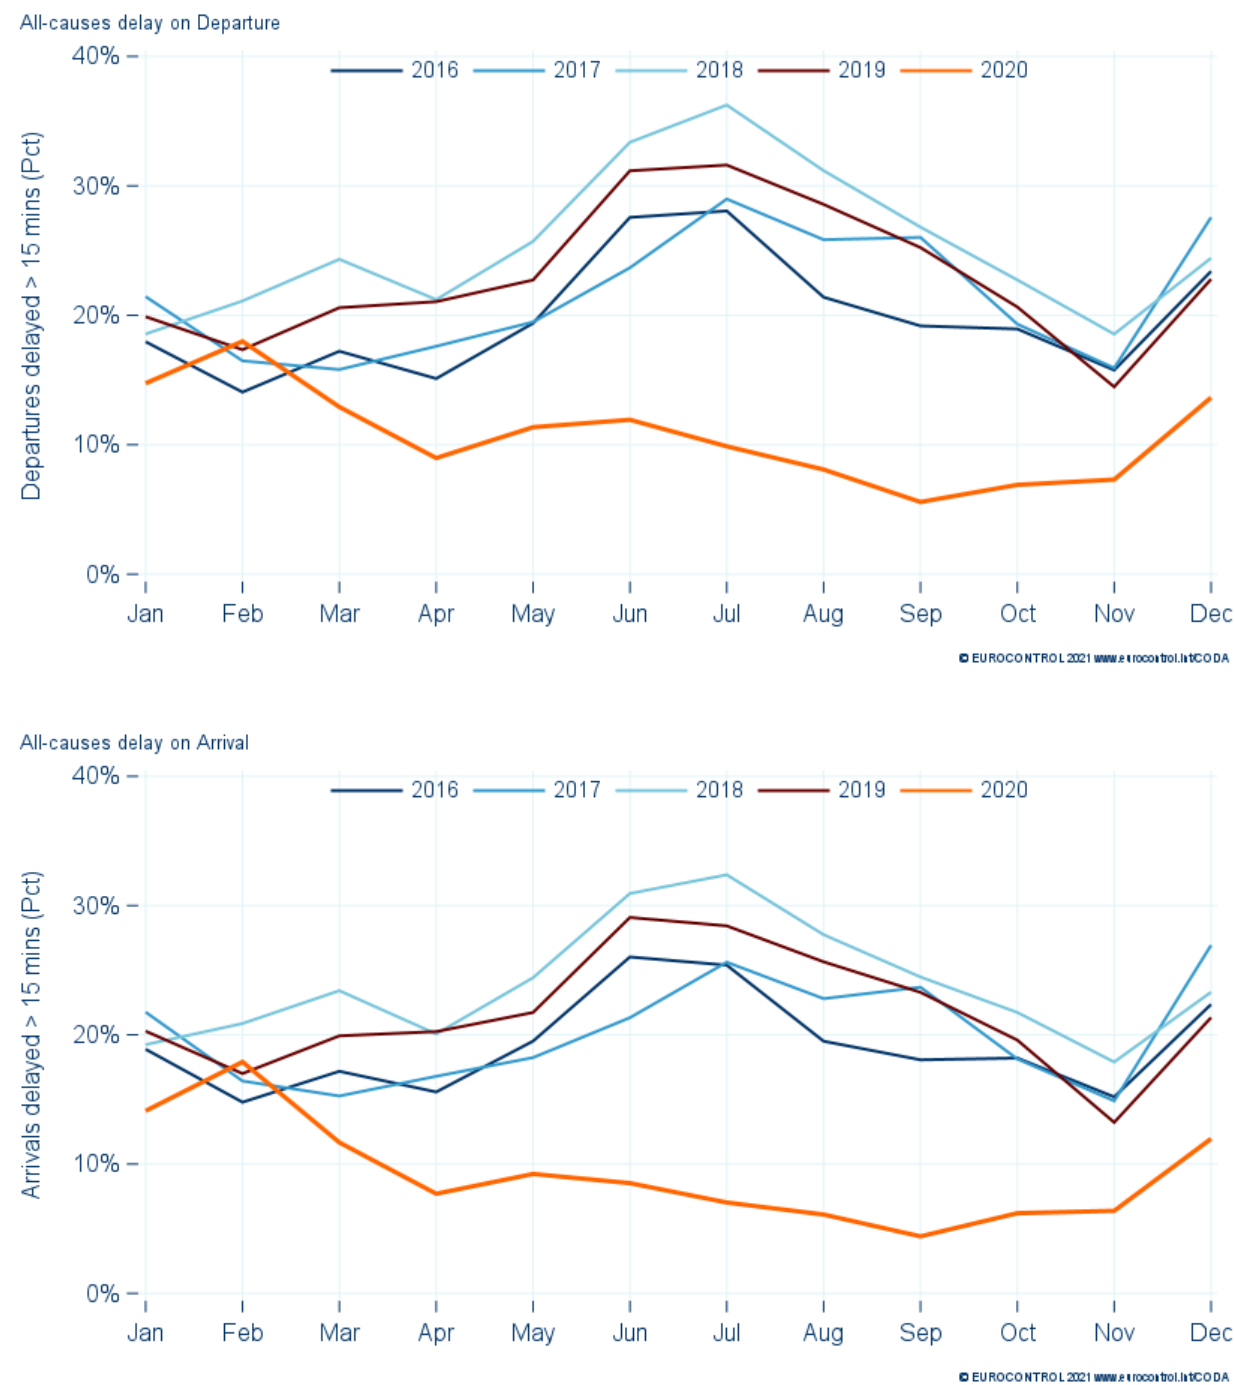 All-causes delay on Departure
40%
2016 2017 2018 2019 2020
Departures delayed > 15 mins (Pct)
30%
20%
10%
0%
Jan Feb Mar Apr May Jun Jul Aug Sep Oct Nov Dec
© EUROCONTROL 2021 www.eurocontrol.int/CODA
All-causes delay on Arrival
40%
2016 2017 2018 2019 2020
Arrivals delayed > 15 mins (Pct)
30%
20%
10%
0%
Jan Feb Mar Apr May Jun Jul Aug Sep Oct Nov Dec
© EUROCONTROL 2021 www.eurocontrol.int/CODA